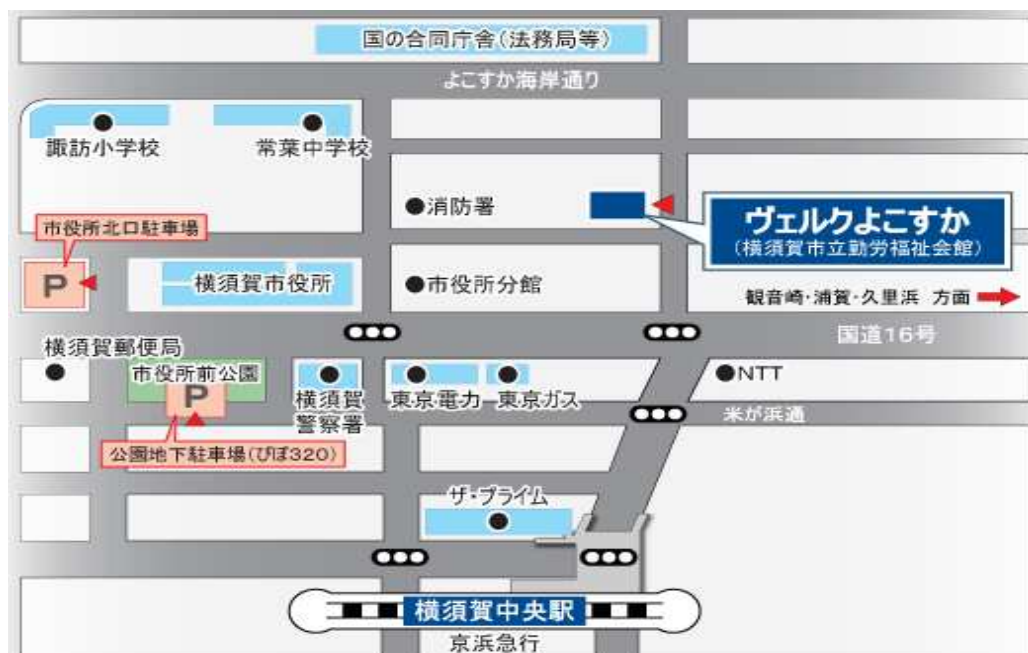 国の合同庁舎(法務局等)
よこすか海岸通り
諏訪小学校
常葉中学校
消防署
ヴェルクよこすか
(横須賀市立勤労福祉会館)
市役所北口駐車場
P
横須賀市役所
市役所分館
観音崎・浦賀・久里浜 方面
国道16号
横須賀郵便局
市役所前公園
P
横須賀
警察署
東京電力
東京ガス
NTT
米が浜通
公園地下駐車場(ぴぽ320)
ザ・プライム
横須賀中央駅
京浜急行